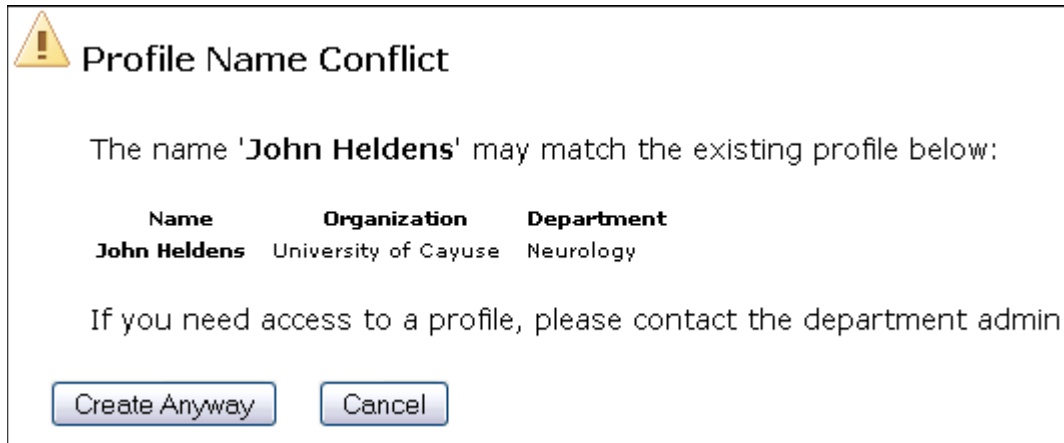 Profile Name Conflict
The name 'John Heldens' may match the existing profile below:
Name Organization Department
John Heldens University of Cayuse Neurology
If you need access to a profile, please contact the department admin
Create Anyway Cancel